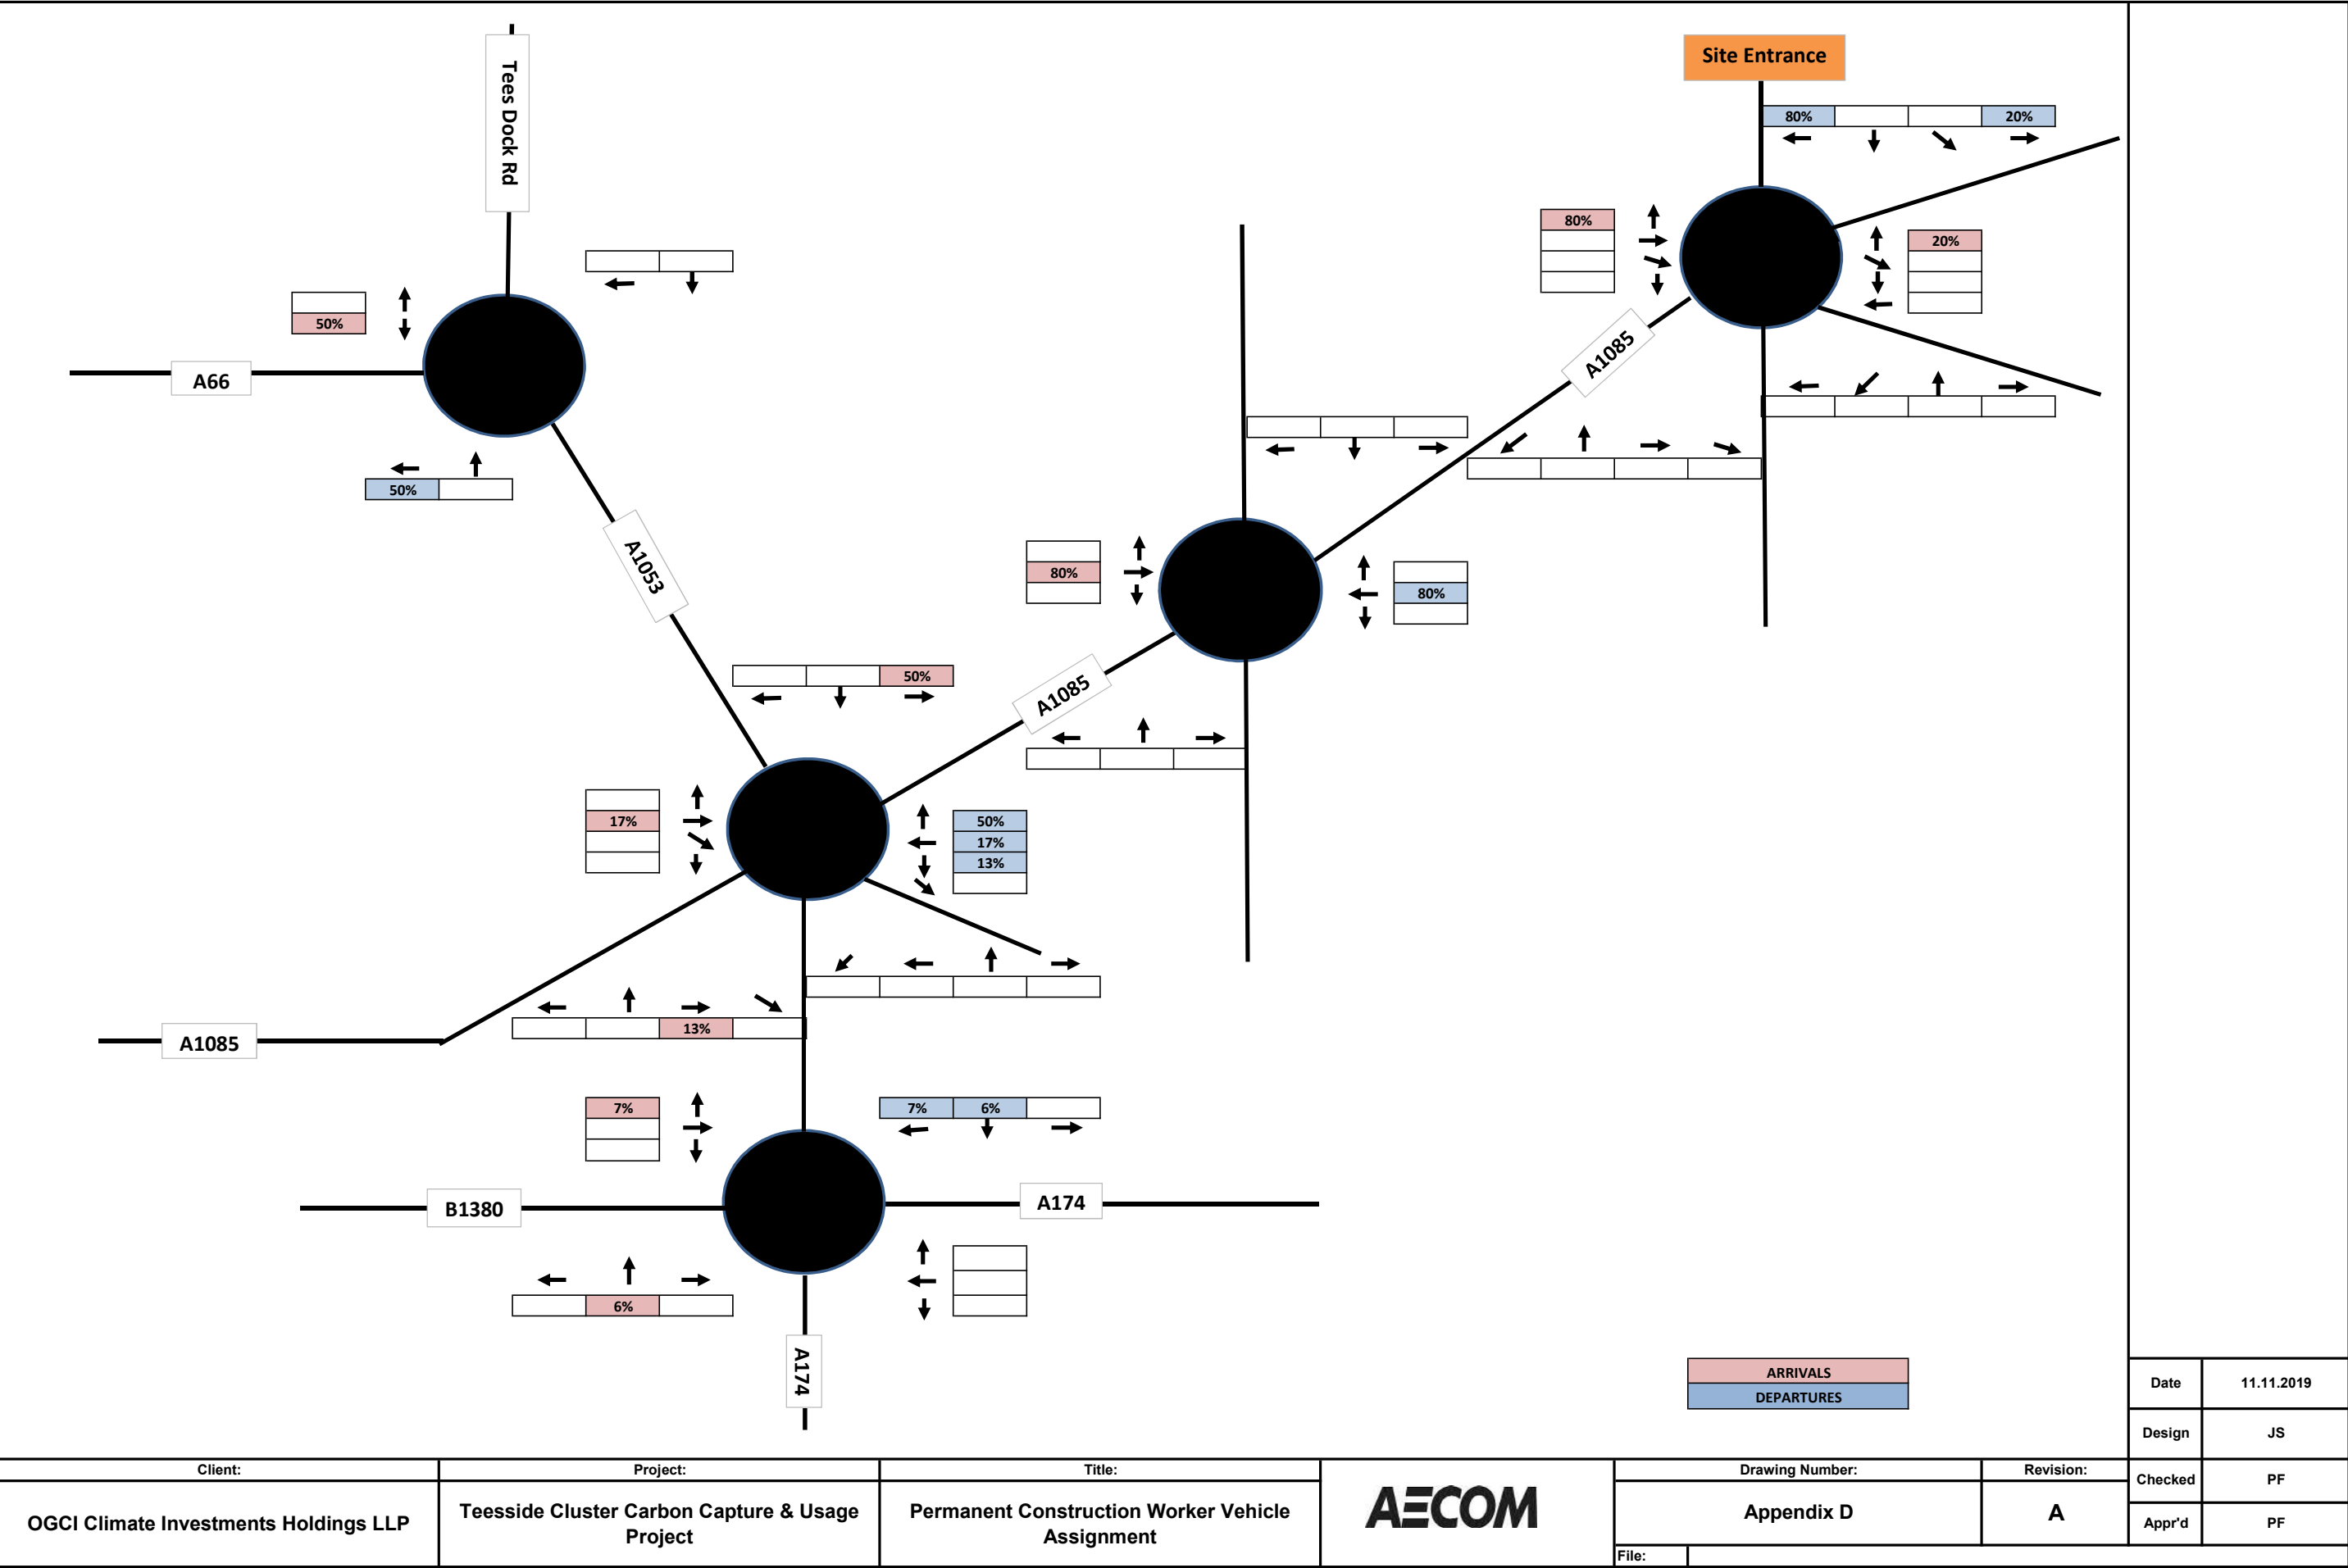 Site Entrance
Tees Dock Rd
80%
20%
80%
20%
50%
A66
50%
A1085
A1053
80%
80%
50%
A1085
17%
50%
17%
13%
13%
A1085
7%
7%
6%
B1380
A174
6%
A174
ARRIVALS
DEPARTURES
Date
11.11.2019
Design
JS
Checked
PF
Appr'd
PF
Client:
OGCI Climate Investments Holdings LLP
Project:
Teesside Cluster Carbon Capture & Usage
Project
Title:
Permanent Construction Worker Vehicle
Assignment
AECOM
Drawing Number:
Appendix D
Revision:
A
File: